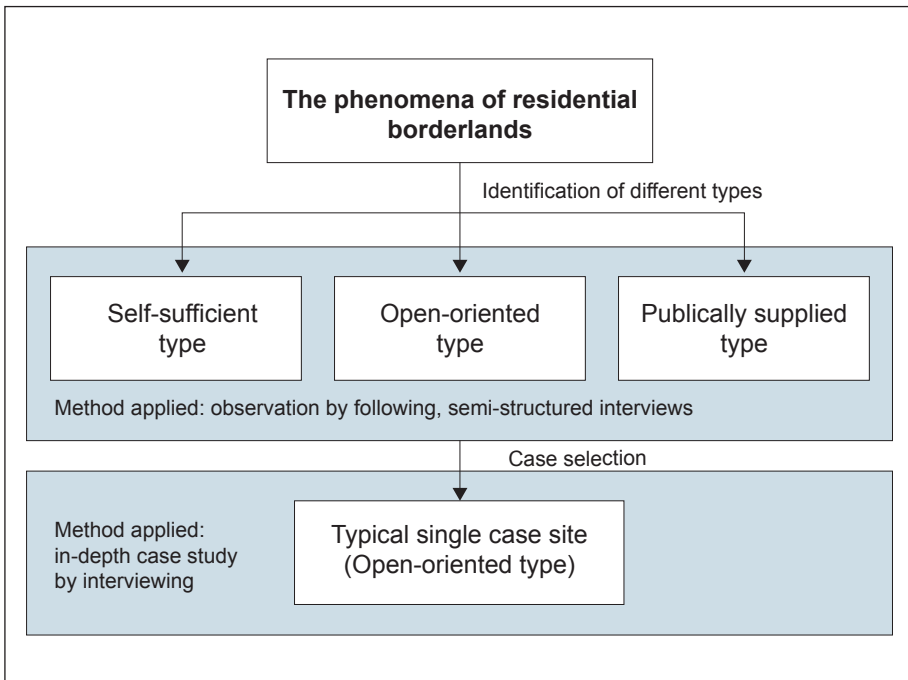 The phenomena of residential
borderlands
Identification of different types
Self-sufficient
type
Open-oriented
type
Publically supplied
type
Method applied: observation by following, semi-structured interviews
Case selection
Method applied:
in-depth case study
by interviewing
Typical single case site
(Open-oriented type)